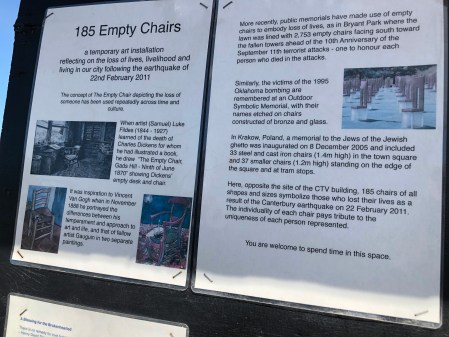 185 Empty Chairs
a temporary art installation
reflecting on the loss of lives, livelihood and
living in our city following the earthquake of
22nd February 2011
The concept of The Empty Chair depicting the loss of
someone has been used repeatedly across time and
culture.
When artist (Samuel) Luke
Fildes (1844 - 1927)
learned of the death of
Charles Dickens for whom
he had illustrated a book,
he drew "The Empty Chair,
Gads Hill - Ninth of June
1870" showing Dickens'
empty desk and chair.
It was inspiration to Vincent
Van Gogh when in November
1888 he portrayed the
differences between his
temperament and approach to
art and life, and that of fellow
artist Gauguin in two separate
paintings.
More recently, public memorials have made use of empty
chairs to embody loss of lives, as in Bryant Park where the
lawn was lined with 2,753 empty chairs facing south toward
the fallen towers ahead of the 10th Anniversary of the
September 11th terrorist attacks - one to honour each
person who died in the attacks.
Similarly, the victims of the 1995
Oklahoma bombing are
remembered at an Outdoor
Symbolic Memorial, with their
names etched on chairs
constructed of bronze and glass.
In Krakow, Poland, a memorial to the Jews of the Jewish
ghetto was inaugurated on 8 December 2005 and included
33 steel and cast iron chairs (1.4m high) in the town square
and 37 smaller chairs (1.2m high) standing on the edge of
the square and at tram stops.
Here, opposite the site of the CTV building, 185 chairs of all
shapes and sizes symbolize those who lost their lives as a
result of the Canterbury earthquake on 22 February 2011.
The individuality of each chair pays tribute to the
uniqueness of each person represented.
You are welcome to spend time in this space.
A Blessing for the Brokenhearted